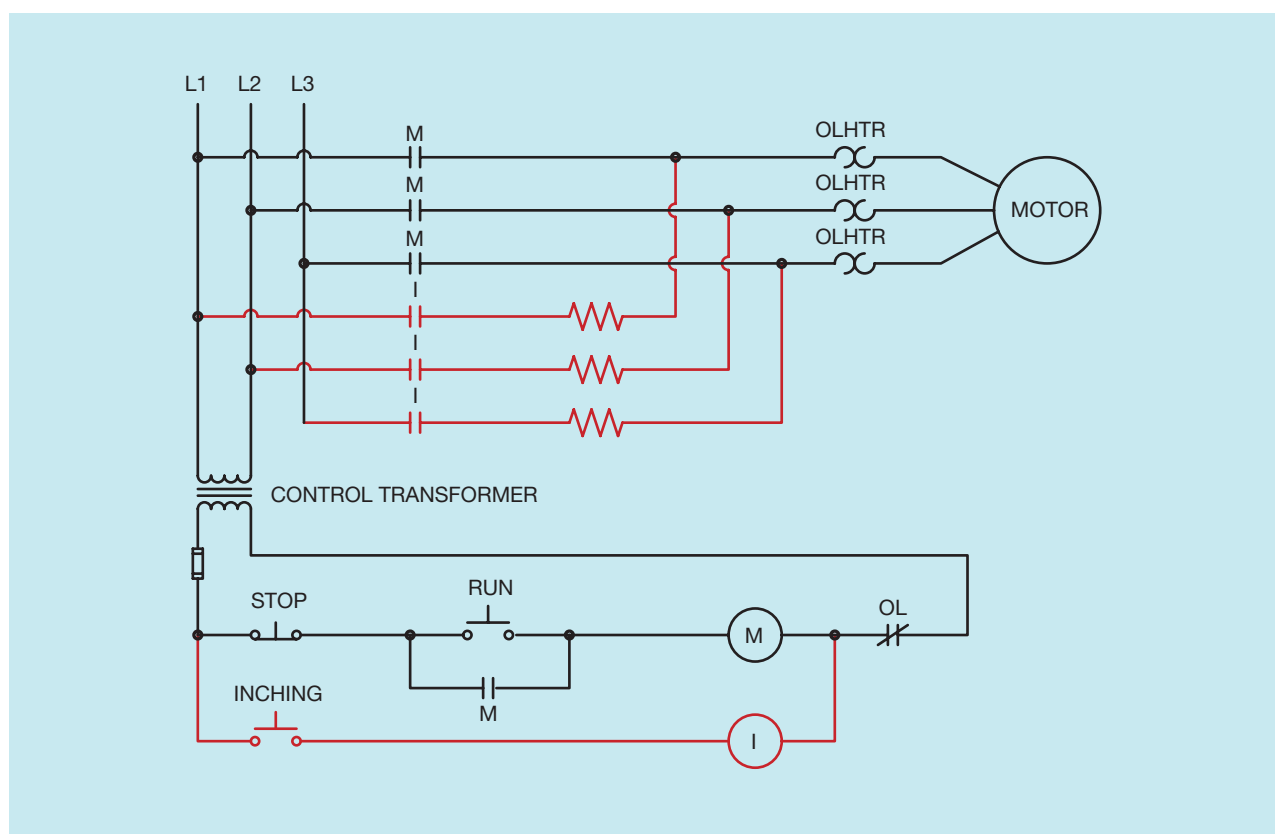 L1 L2 L3
M
OLHTR
M
OLHTR
MOTOR
M
OLHTR
I
I
I
CONTROL TRANSFORMER
STOP
RUN
OL
M
M
INCHING
I